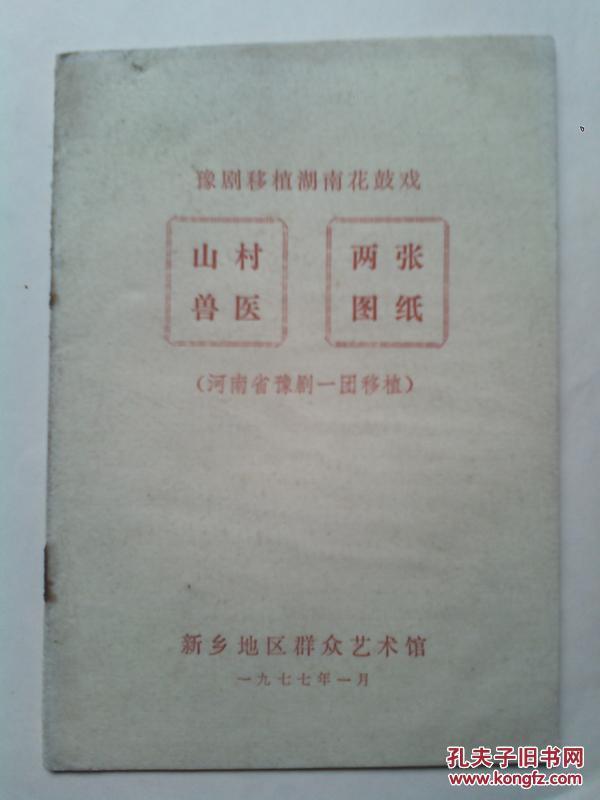 豫剧移植湖南花鼓戏
山村 两张
兽医 图纸
（河南省豫剧一团移植）
新乡地区群众艺术馆
一九七七年一月
孔夫子旧书网
www.kongfz.com